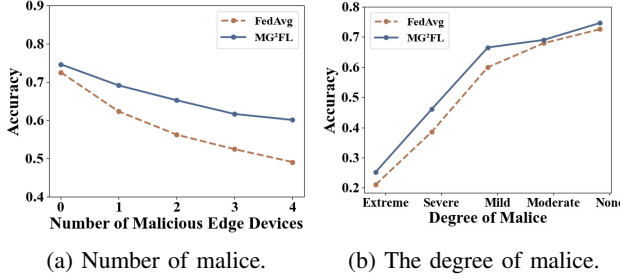 0.9
0.8
0.7
0.6
0.5
0.4
Accuracy
FedAvg
MG²FL
0 1 2 3 4
Number of Malicious Edge Devices
(a) Number of malice.
0.8
0.7
0.6
0.5
0.4
0.3
0.2
Accuracy
FedAvg
MG²FL
Extreme Severe Mild Moderate None
Degree of Malice
(b) The degree of malice.